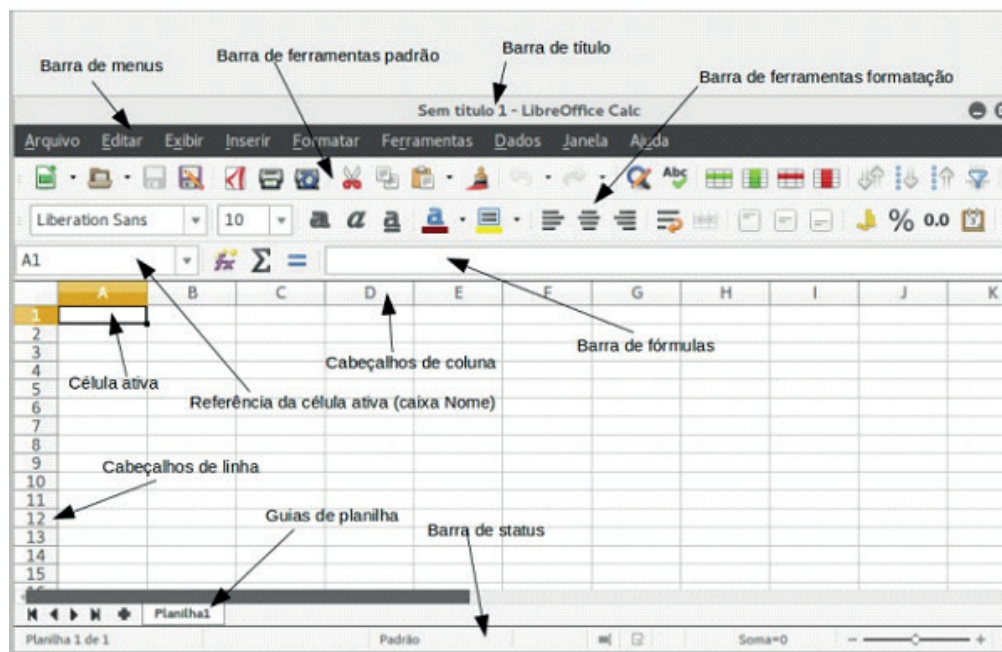 Barra de título
Barra de ferramentas padrão
Barra de menus
Barra de ferramentas formatação
Sem título 1 - LibreOffice Calc
Arquivo Editar Exibir Inserir Formatar Ferramentas Dados Janela Ajuda
Abc
Liberation Sans 10 a a a a % 0.0
A1 fx Σ =
A B C D E F G H I J K
1
2
3
Barra de fórmulas
4
Cabeçalhos de coluna
5
Célula ativa
6
Referência da célula ativa (caixa Nome)
7
8
9
Cabeçalhos de linha
10
11
12
Guias de planilha
13
Barra de status
14
15
Planilha1
Planilha 1 de 1 Padrão Soma=0